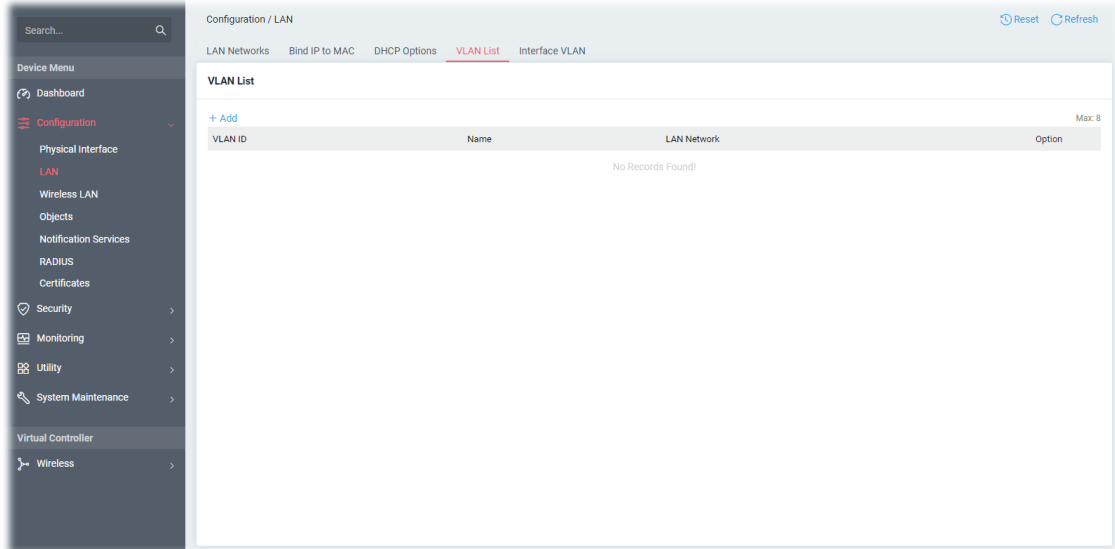 Search...
Device Menu
Dashboard
Configuration
Physical Interface
LAN
Wireless LAN
Objects
Notification Services
RADIUS
Certificates
Security
Monitoring
Utility
System Maintenance
Virtual Controller
Wireless
Configuration / LAN
Reset Refresh
LAN Networks Bind IP to MAC DHCP Options VLAN List Interface VLAN
VLAN List
+ Add Max: 8
VLAN ID Name LAN Network Option
No Records Found!